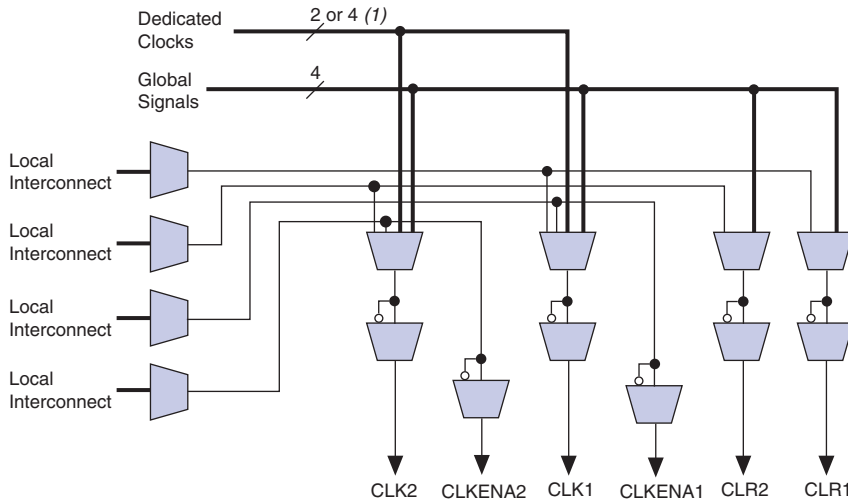 Dedicated
Clocks
2 or 4 (1)
Global
Signals
4
Local
Interconnect
Local
Interconnect
Local
Interconnect
Local
Interconnect
CLK2
CLKENA2
CLK1
CLKENA1
CLR2
CLR1